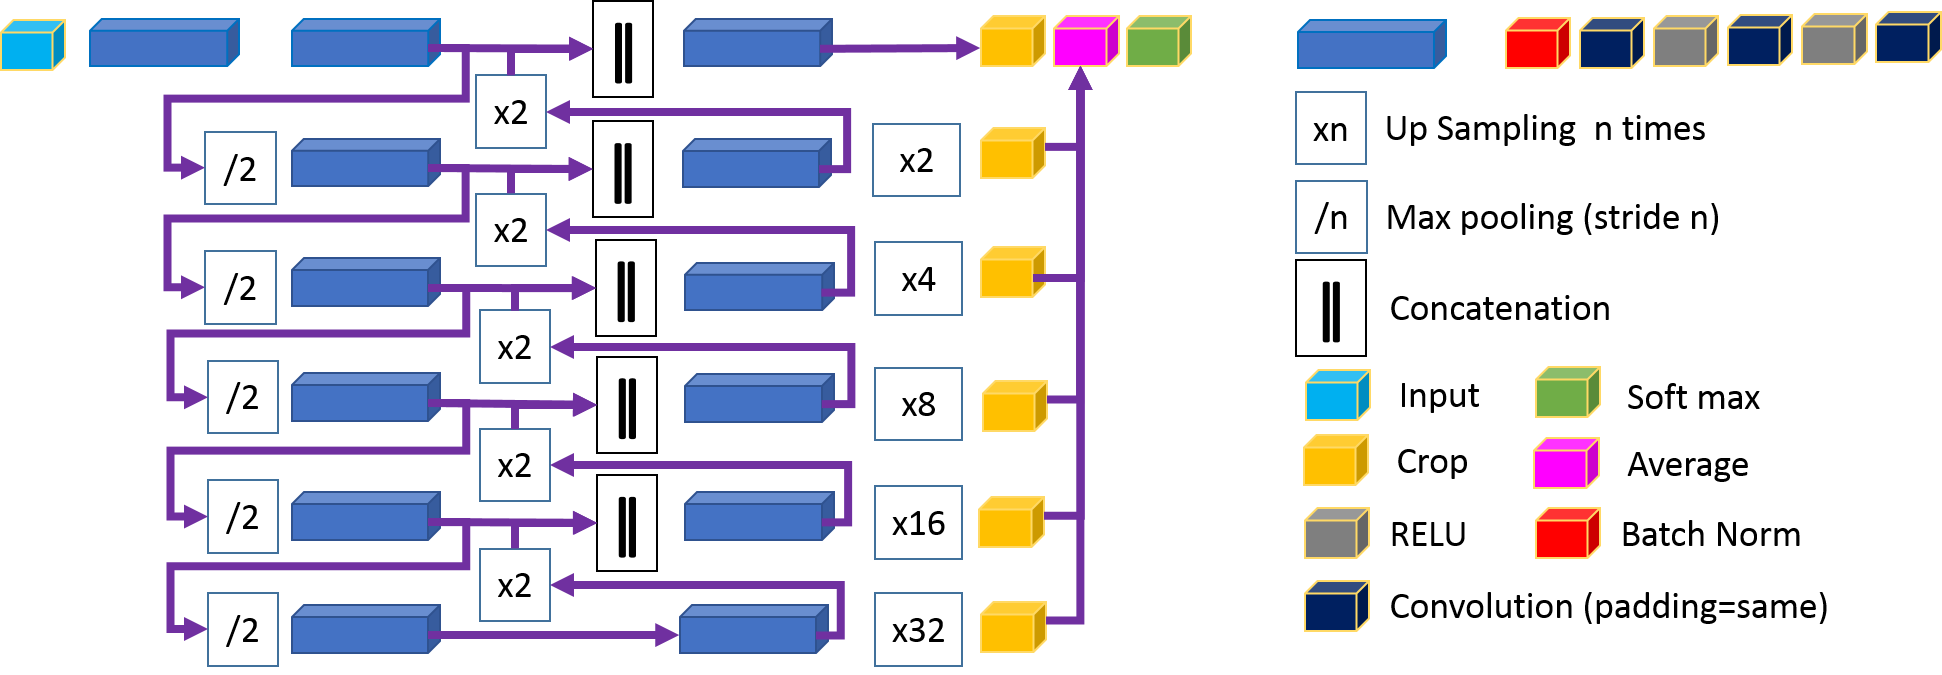 ||
x2
/2
||
x2
x2
/2
||
x4
x2
/2
||
x8
x2
/2
||
x16
x2
/2
x32
xn Up Sampling n times
/n Max pooling (stride n)
|| Concatenation
Input
Soft max
Crop
Average
RELU
Batch Norm
Convolution (padding=same)